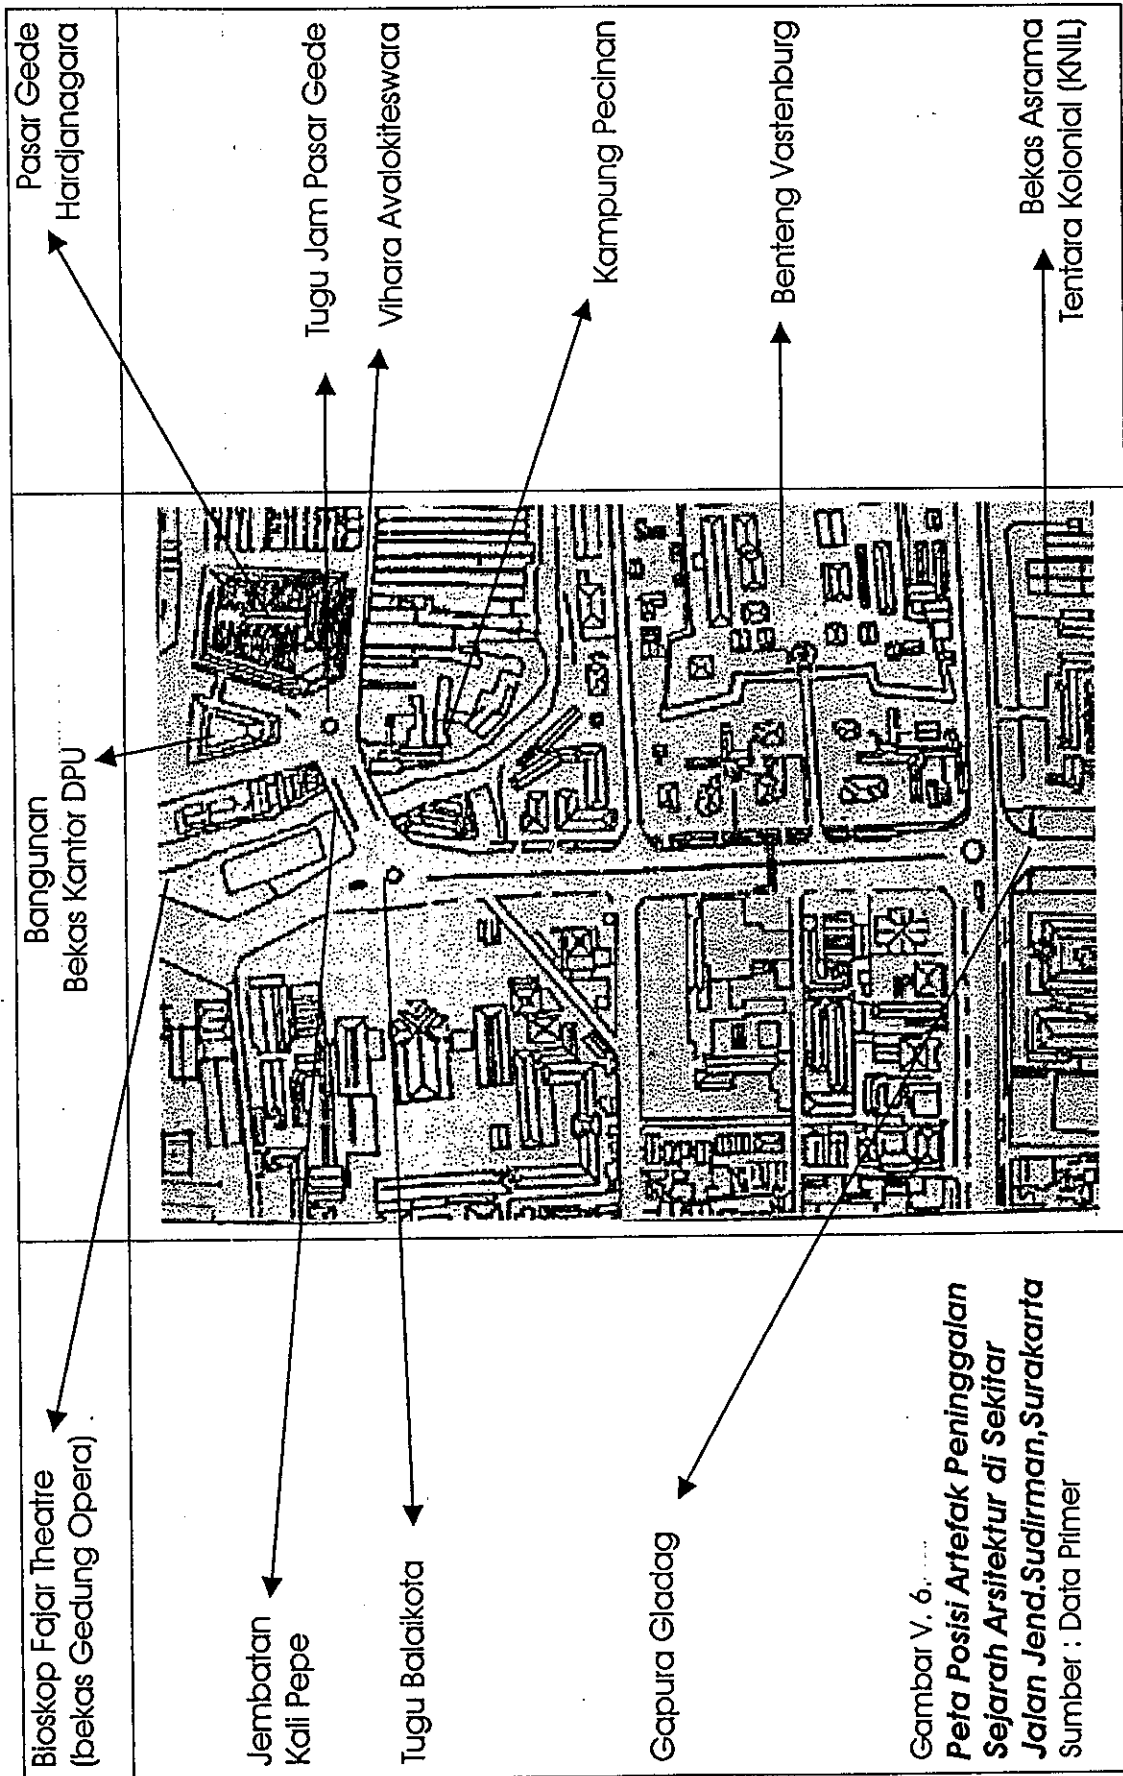 Bioskop Fajar Theatre
(bekas Gedung Opera)
Bangunan
Bekas Kantor DPU
Pasar Gede
Hardjanagara
Jembatan
Kali Pepe
Tugu Balaikota
Gapura Gladag
Tugu Jam Pasar Gede
Vihara Avalokiteswara
Kampung Pecinan
Benteng Vastenburg
Bekas Asrama
Tentara Kolonial (KNIL)
Gambar V. 6.
Peta Posisi Artefak Peninggalan
Sejarah Arsitektur di Sekitar
Jalan Jend.Sudirman,Surakarta
Sumber : Data Primer